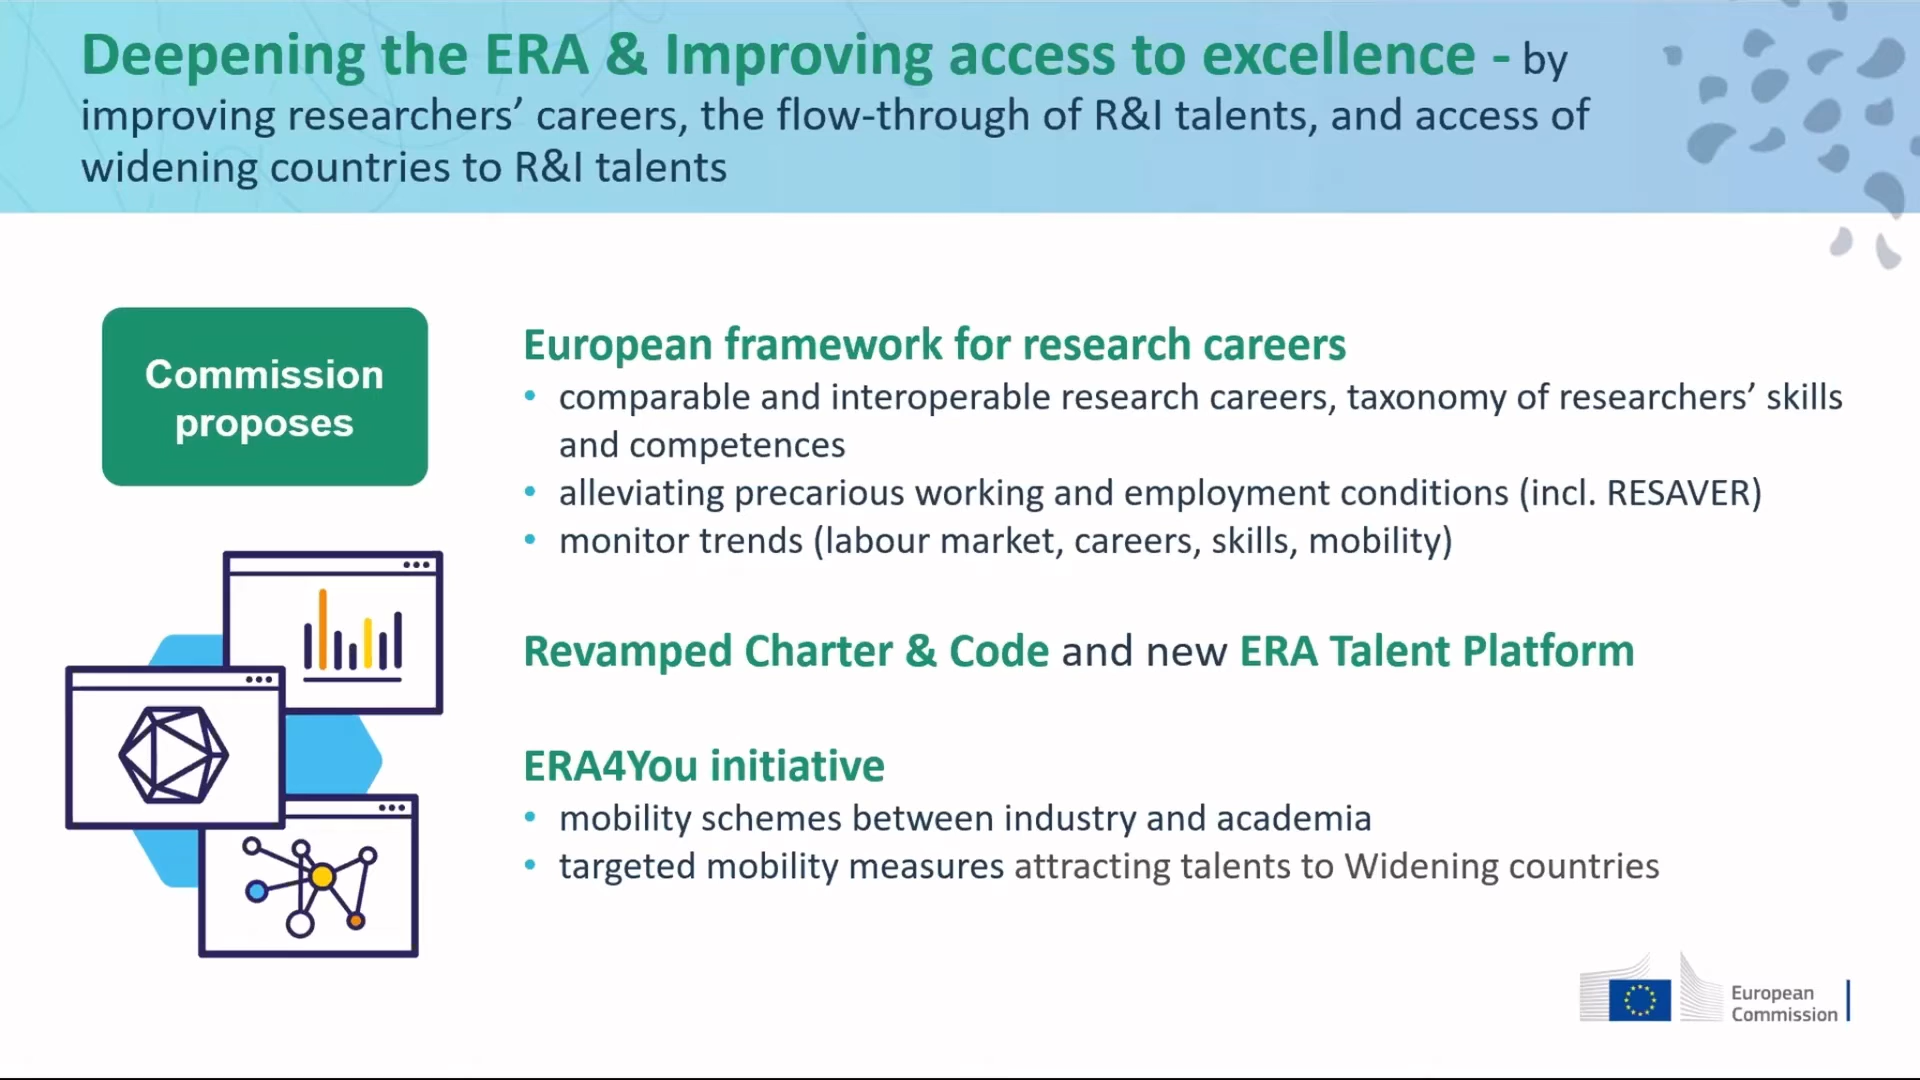 Deepening the ERA & Improving access to excellence - by
improving researchers’ careers, the flow-through of R&I talents, and access of
widening countries to R&I talents
Commission
proposes
European framework for research careers
• comparable and interoperable research careers, taxonomy of researchers’ skills
and competences
• alleviating precarious working and employment conditions (incl. RESAVER)
• monitor trends (labour market, careers, skills, mobility)
Revamped Charter & Code and new ERA Talent Platform
ERA4You initiative
• mobility schemes between industry and academia
• targeted mobility measures attracting talents to Widening countries
European
Commission